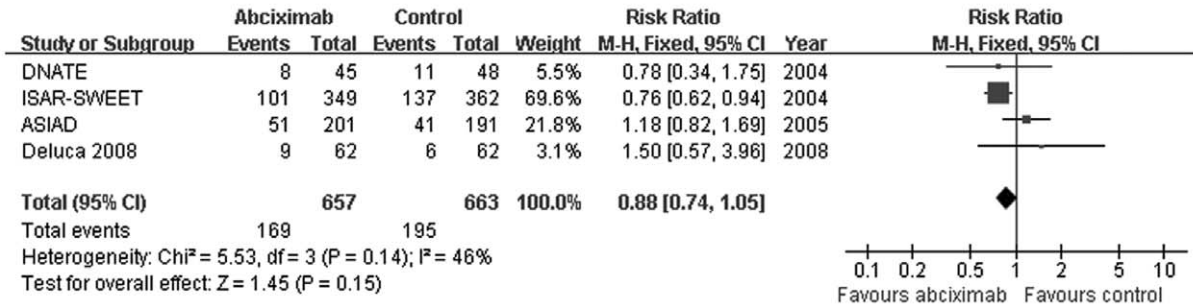 Abciximab Control Risk Ratio Risk Ratio
Study or Subgroup Events Total Events Total Weight M-H, Fixed, 95% CI Year M-H, Fixed, 95% CI
DNATE 8 45 11 48 5.5% 0.78 [0.34, 1.75] 2004
ISAR-SWEET 101 349 137 362 69.6% 0.76 [0.62, 0.94] 2004
ASIAD 51 201 41 191 21.8% 1.18 [0.82, 1.69] 2005
Deluca 2008 9 62 6 62 3.1% 1.50 [0.57, 3.96] 2008
Total (95% CI) 657 663 100.0% 0.88 [0.74, 1.05]
Total events 169 195
Heterogeneity: Chi² = 5.53, df = 3 (P = 0.14); I² = 46%
Test for overall effect: Z = 1.45 (P = 0.15)
0.1 0.2 0.5 1 2 5 10
Favours abciximab Favours control